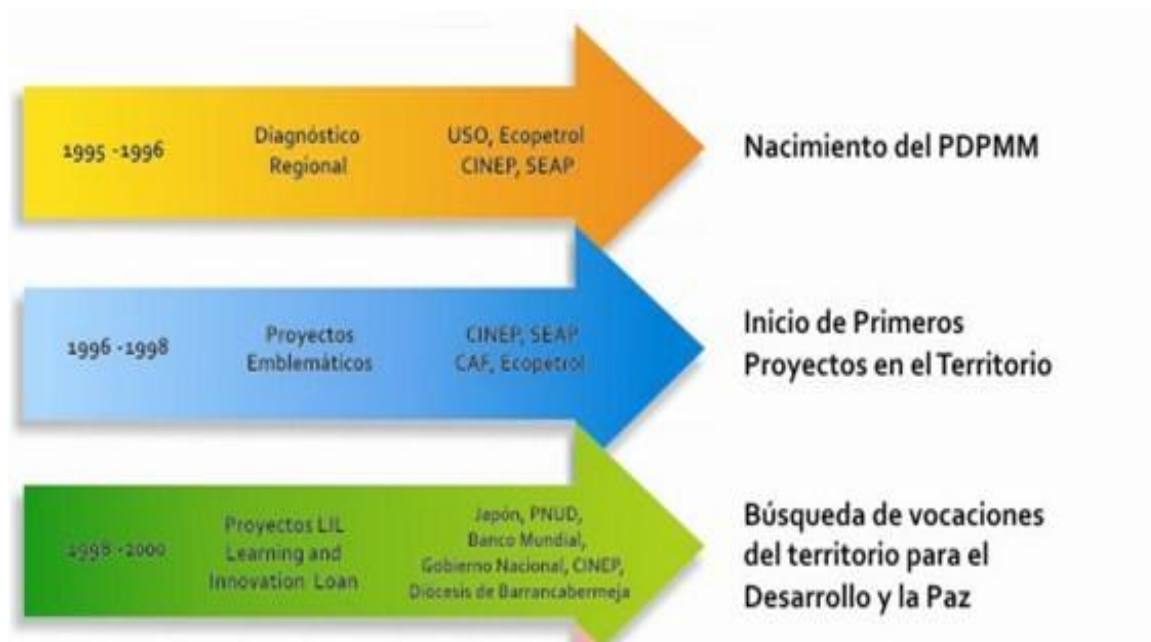 1995 -1996
Diagnóstico
Regional
USO, Ecopetrol
CINEP, SEAP
Nacimiento del PDPMM
1996 -1998
Proyectos
Emblemáticos
CINEP, SEAP
CAF, Ecopetrol
Inicio de Primeros
Proyectos en el Territorio
1998 -2000
Proyectos LIL
Learning and
Innovation Loan
Japón, PNUD,
Banco Mundial,
Gobierno Nacional, CINEP,
Diócesis de Barrancabermeja
Búsqueda de vocaciones
del territorio para el
Desarrollo y la Paz